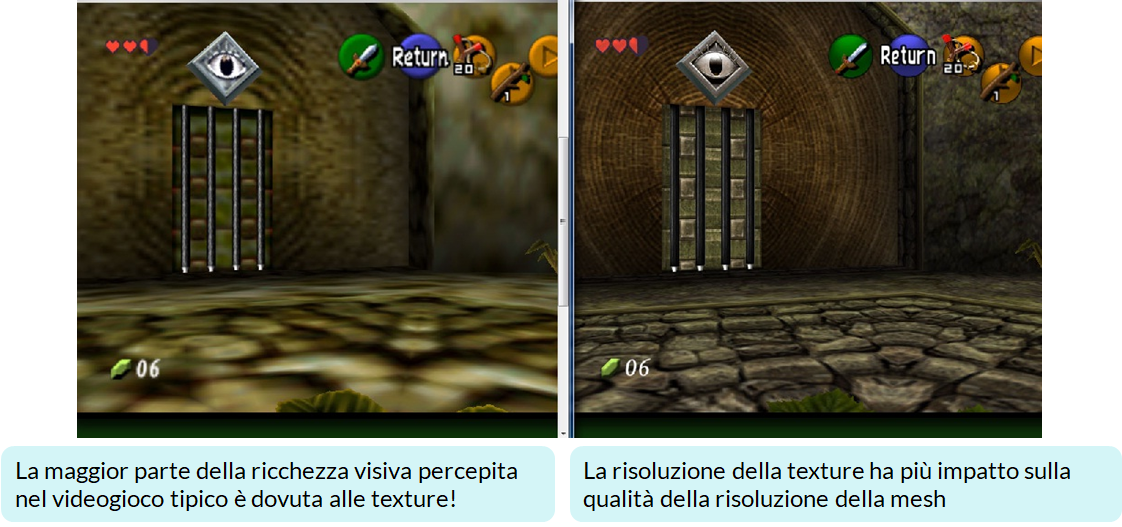 Return
20
1
06
Return
20
1
06
La maggior parte della ricchezza visiva percepita
nel videogioco tipico è dovuta alle texture!
La risoluzione della texture ha più impatto sulla
qualità della risoluzione della mesh